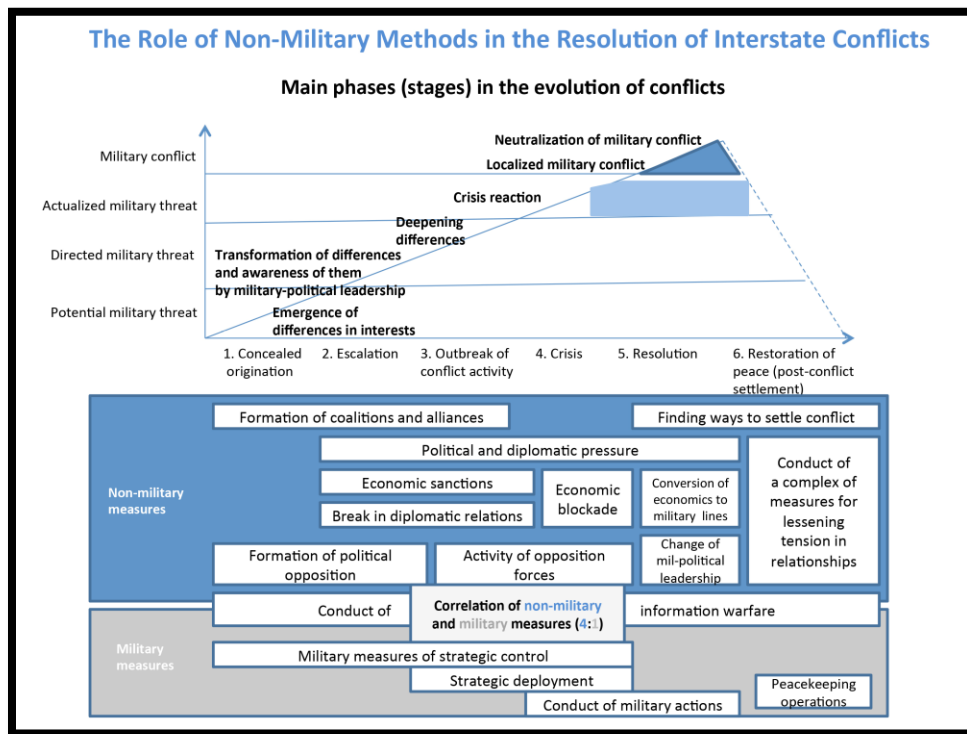 The Role of Non-Military Methods in the Resolution of Interstate Conflicts
Main phases (stages) in the evolution of conflicts
Neutralization of military conflict
Military conflict
Localized military conflict
Crisis reaction
Actualized military threat
Deepening
differences
Directed military threat
Transformation of differences
and awareness of them
by military-political leadership
Potential military threat
Emergence of
differences in interests
1. Concealed
origination
2. Escalation
3. Outbreak of
conflict activity
4. Crisis
5. Resolution
6. Restoration of
peace (post-conflict
settlement)
Non-military
measures
Formation of coalitions and alliances
Finding ways to settle conflict
Political and diplomatic pressure
Economic sanctions
Break in diplomatic relations
Economic
blockade
Conversion of
economics to
military lines
Conduct of
a complex of
measures for
lessening
tension in
relationships
Formation of political
opposition
Activity of opposition
forces
Change of
mil-political
leadership
Conduct of
Correlation of non-military
and military measures (4:1)
information warfare
Military
measures
Military measures of strategic control
Strategic deployment
Conduct of military actions
Peacekeeping
operations